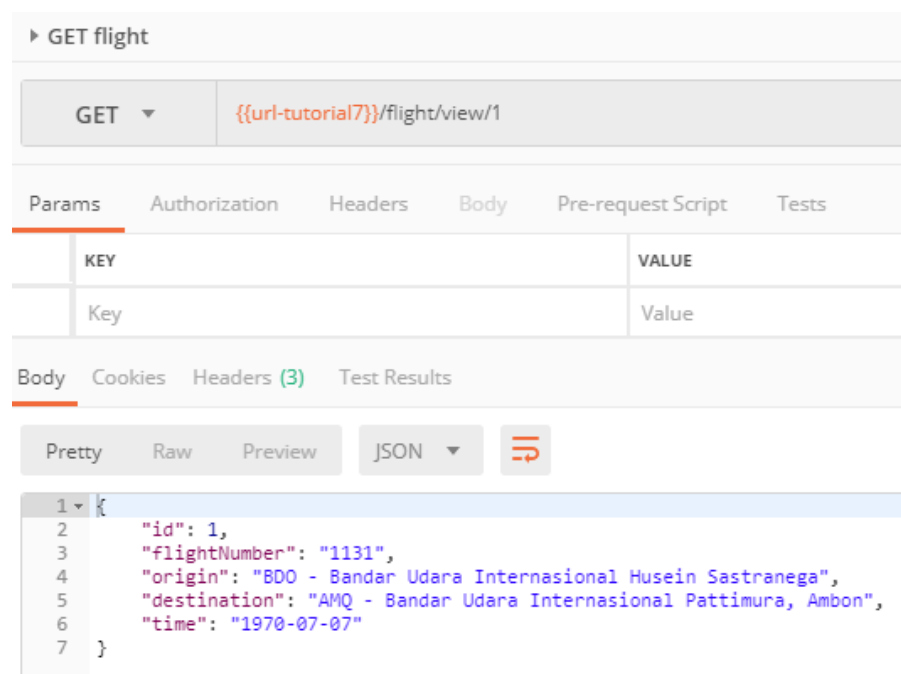 GET flight
GET {{url-tutorial7}}/flight/view/1
Params Authorization Headers Body Pre-request Script Tests
KEY VALUE
Key Value
Body Cookies Headers (3) Test Results
Pretty Raw Preview JSON
1 {
2 "id": 1,
3 "flightNumber": "1131",
4 "origin": "BDO - Bandar Udara Internasional Husein Sastranega",
5 "destination": "AMQ - Bandar Udara Internasional Pattimura, Ambon",
6 "time": "1970-07-07"
7 }